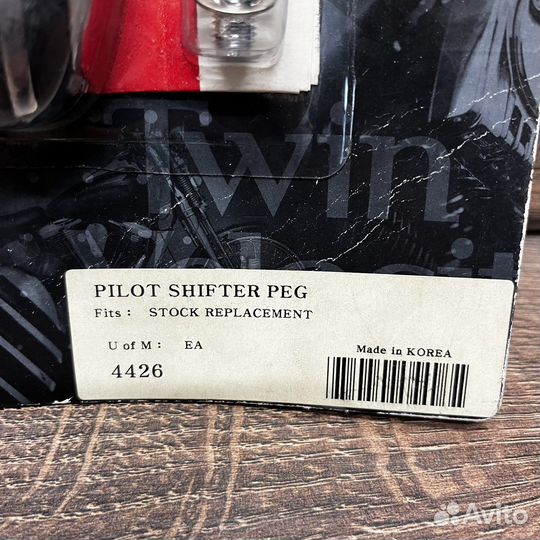 Twin
PILOT SHIFTER PEG
Fits : STOCK REPLACEMENT
U of M : EA
Made in KOREA
4426
Avito